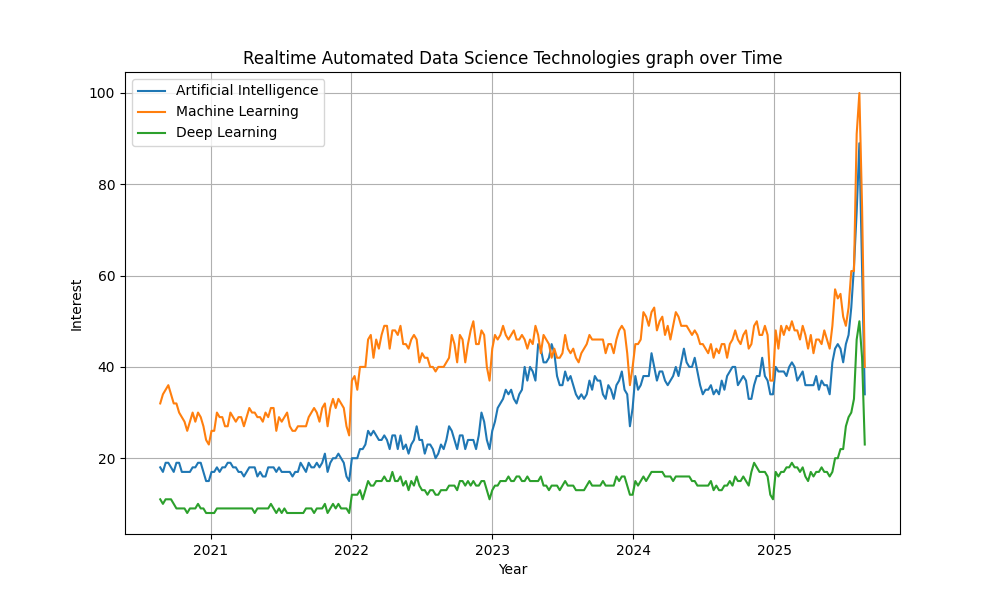 Realtime Automated Data Science Technologies graph over Time
Artificial Intelligence
Machine Learning
Deep Learning
100
80
60
40
20
Interest
2021 2022 2023 2024 2025
Year